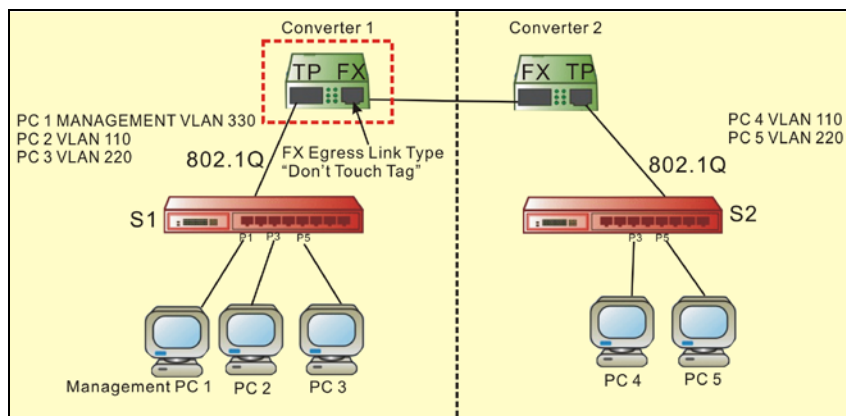 Converter 1
Converter 2
TP FX
FX TP
PC 1 MANAGEMENT VLAN 330
PC 2 VLAN 110
PC 3 VLAN 220
PC 4 VLAN 110
PC 5 VLAN 220
FX Egress Link Type
"Don't Touch Tag"
802.1Q
802.1Q
S1
S2
P1 P3 P5
P3 P5
Management PC 1
PC 2
PC 3
PC 4
PC 5